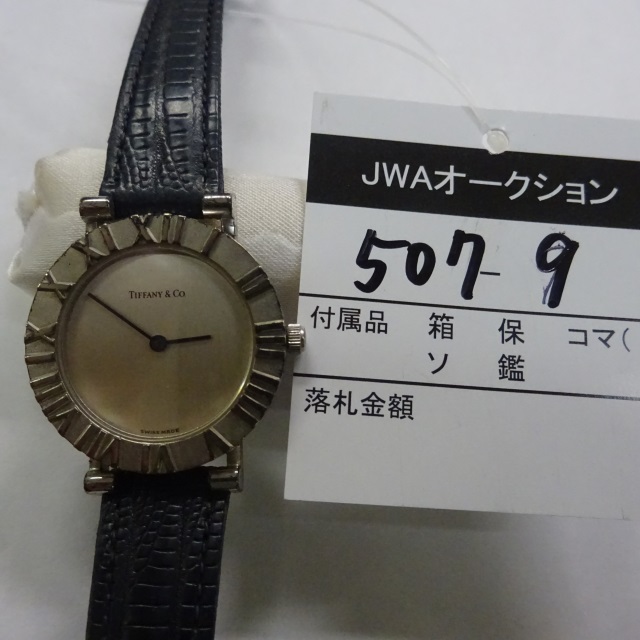 XII
TIFFANY & CO
SWISS MADE
JWAオークション
507-9
付属品 箱 保 コマ(
ソ 鑑
落札金額